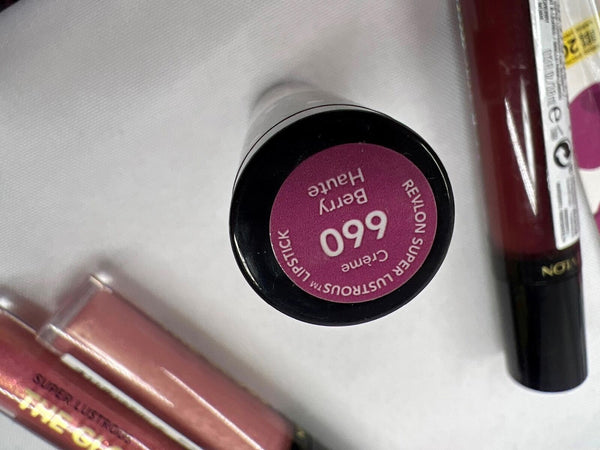 REVLON SUPER LUSTROUS™ LIPSTICK
Crème
660
Berry
Haute
SUPER LUSTROUS